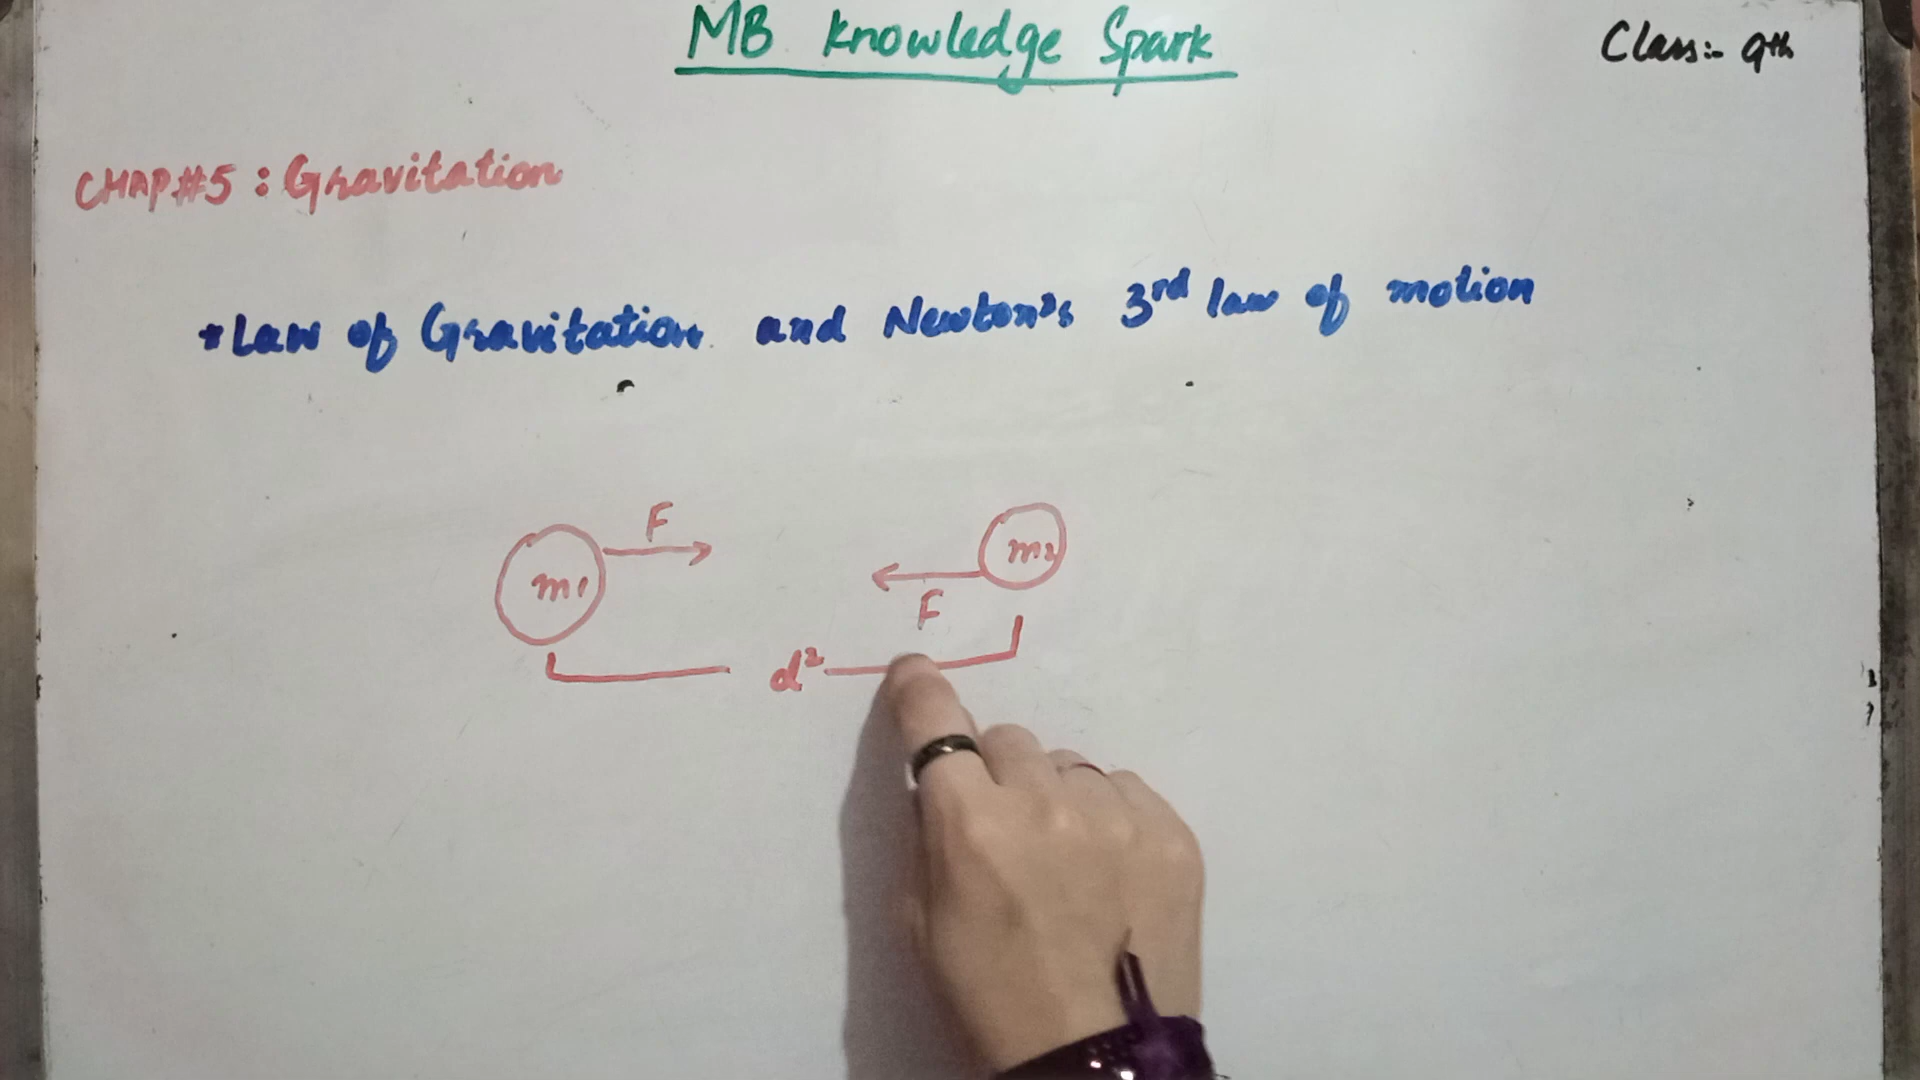 MB Knowledge Spark
Class:- 9th
CHAP#5 : Gravitation
*Law of Gravitation and Newton's 3rd law of motion
F
m1
m2
F
d²